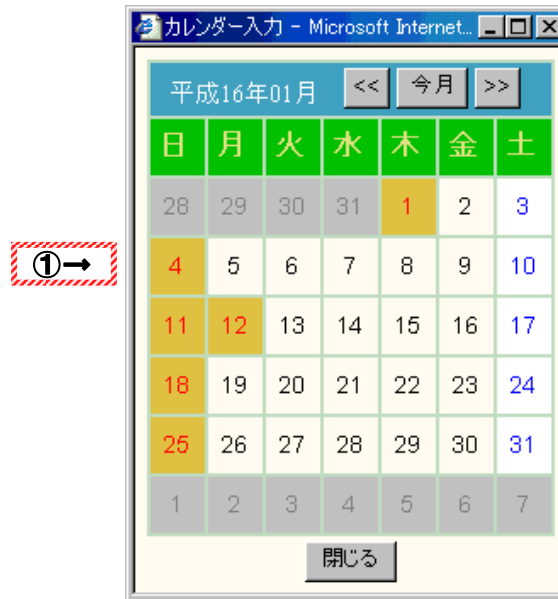 カレンダー入力 - Microsoft Internet...
平成16年01月 << 今月 >>
日 月 火 水 木 金 土
28 29 30 31 1 2 3
①→ 4 5 6 7 8 9 10
11 12 13 14 15 16 17
18 19 20 21 22 23 24
25 26 27 28 29 30 31
1 2 3 4 5 6 7
閉じる